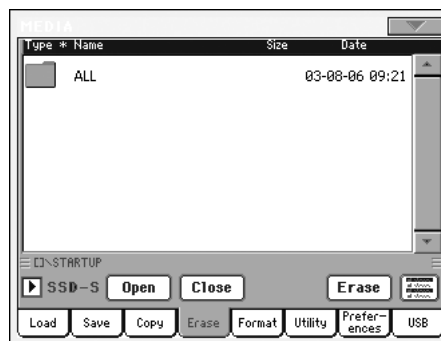 MEDIA
Type * Name Size Date
ALL 03-08-06 09:21
[]\STARTUP
SSD-S Open Close Erase
Load Save Copy Erase Format Utility Prefer-ences USB